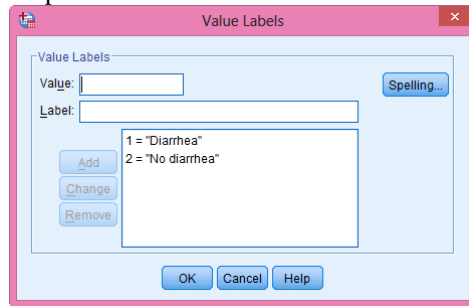 Value Labels
×
Value Labels
Value:
Spelling...
Label:
1 = "Diarrhea"
2 = "No diarrhea"
Add
Change
Remove
OK Cancel Help